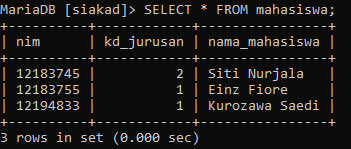 MariaDB [siakad]> SELECT * FROM mahasiswa;
+----------+------------+----------------+
| nim      | kd_jurusan | nama_mahasiswa |
+----------+------------+----------------+
| 12183745 |          2 | Siti Nurjala   |
| 12183755 |          1 | Einz Fiore     |
| 12194833 |          1 | Kurozawa Saedi |
+----------+------------+----------------+
3 rows in set (0.000 sec)